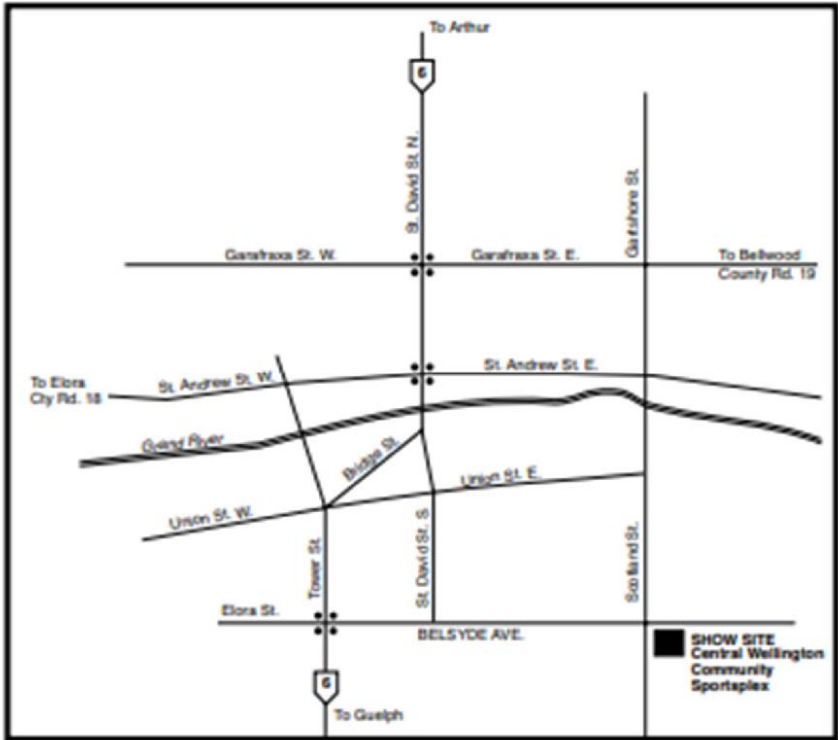 To Arthur
6
St. David St. N.
Gartshore St.
Garafraxa St. W.
Garafraxa St. E.
To Bellwood
County Rd. 19
St. Andrew St. E.
To Elora
Cty Rd. 18
St. Andrew St. W.
Grand River
Bridge St.
Union St. E.
Union St. W.
Tower St.
St. David St. S
Scotland St.
Elora St.
BELSYDE AVE.
SHOW SITE
Central Wellington
Community
Sportsplex
6
To Guelph